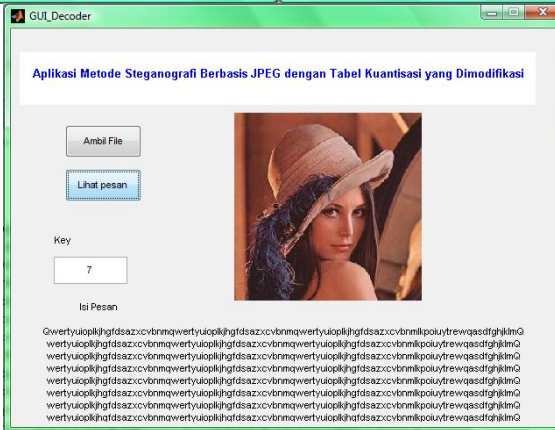 GUI_Decoder
Aplikasi Metode Steganografi Berbasis JPEG dengan Tabel Kuantisasi yang Dimodifikasi
Ambil File
Lihat pesan
Key
7
Isi Pesan
QwertyuioplkjhgfdsazxcvbnmqwertyuioplkjhgfdsazxcvbnmqwertyuioplkjhgfdsazxcvbnmlkpoiuytrewqasdfghjklmQ
wertyuioplkjhgfdsazxcvbnmqwertyuioplkjhgfdsazxcvbnmqwertyuioplkjhgfdsazxcvbnmlkpoiuytrewqasdfghjklmQ
wertyuioplkjhgfdsazxcvbnmqwertyuioplkjhgfdsazxcvbnmqwertyuioplkjhgfdsazxcvbnmlkpoiuytrewqasdfghjklmQ
wertyuioplkjhgfdsazxcvbnmqwertyuioplkjhgfdsazxcvbnmqwertyuioplkjhgfdsazxcvbnmlkpoiuytrewqasdfghjklmQ
wertyuioplkjhgfdsazxcvbnmqwertyuioplkjhgfdsazxcvbnmqwertyuioplkjhgfdsazxcvbnmlkpoiuytrewqasdfghjklmQ
wertyuioplkjhgfdsazxcvbnmqwertyuioplkjhgfdsazxcvbnmqwertyuioplkjhgfdsazxcvbnmlkpoiuytrewqasdfghjklmQ
wertyuioplkjhgfdsazxcvbnmqwertyuioplkjhgfdsazxcvbnmqwertyuioplkjhgfdsazxcvbnmlkpoiuytrewqasdfghjklmQ
wertyuioplkjhgfdsazxcvbnmqwertyuioplkjhgfdsazxcvbnmqwertyuioplkjhgfdsazxcvbnmlkpoiuytrewqasdfghjklmQ